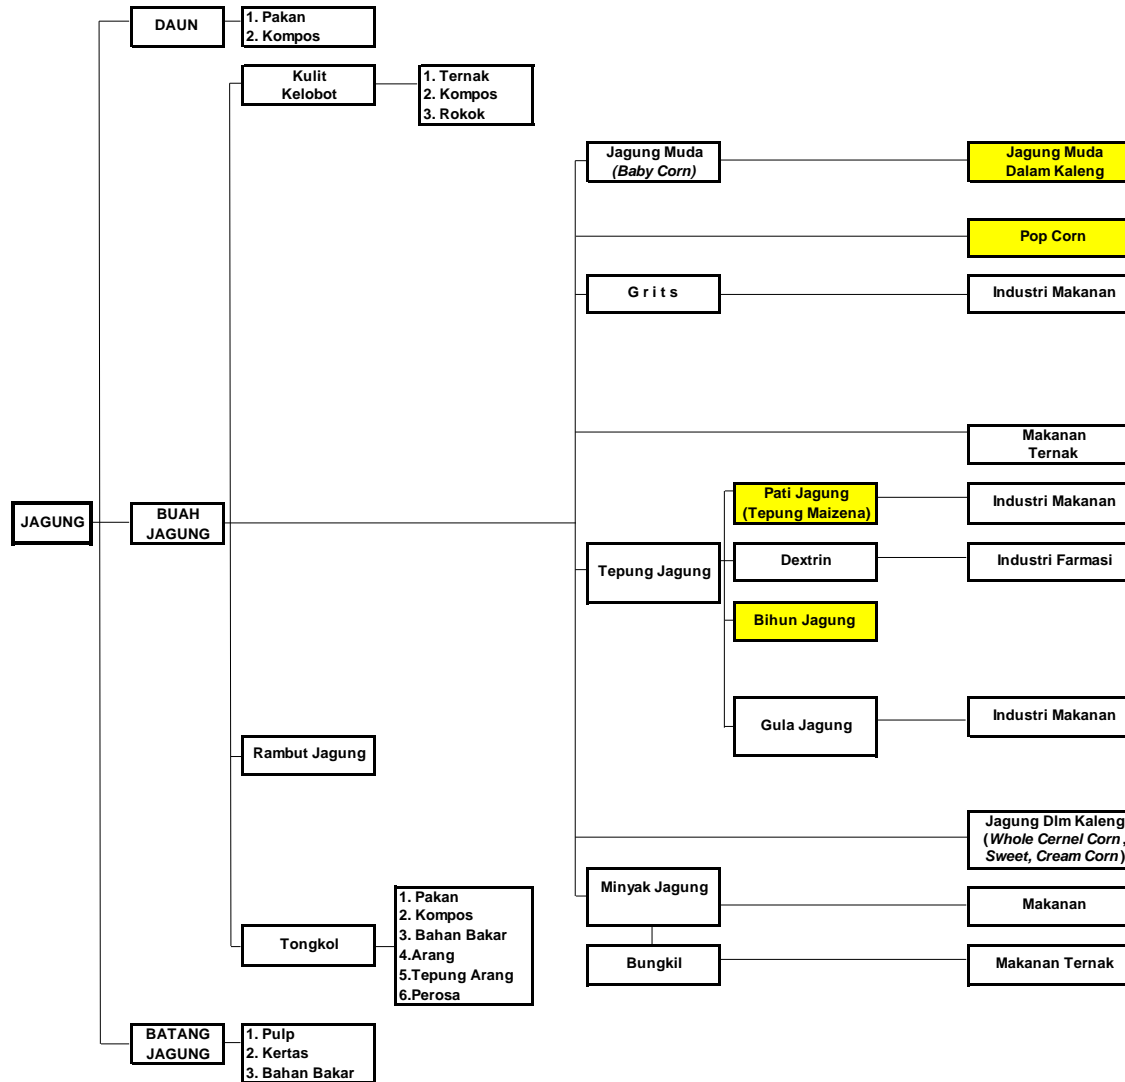 DAUN
1. Pakan
2. Kompos
Kulit
Kelobot
1. Ternak
2. Kompos
3. Rokok
Jagung Muda
(Baby Corn)
Jagung Muda
Dalam Kaleng
Pop Corn
G r i t s
Industri Makanan
Makanan
Ternak
JAGUNG
BUAH
JAGUNG
Tepung Jagung
Pati Jagung
(Tepung Maizena)
Industri Makanan
Dextrin
Industri Farmasi
Bihun Jagung
Gula Jagung
Industri Makanan
Rambut Jagung
Jagung Dlm Kaleng
(Whole Cernel Corn,
Sweet, Cream Corn)
Minyak Jagung
Makanan
Tongkol
1. Pakan
2. Kompos
3. Bahan Bakar
4.Arang
5.Tepung Arang
6.Perosa
Bungkil
Makanan Ternak
BATANG
JAGUNG
1. Pulp
2. Kertas
3. Bahan Bakar